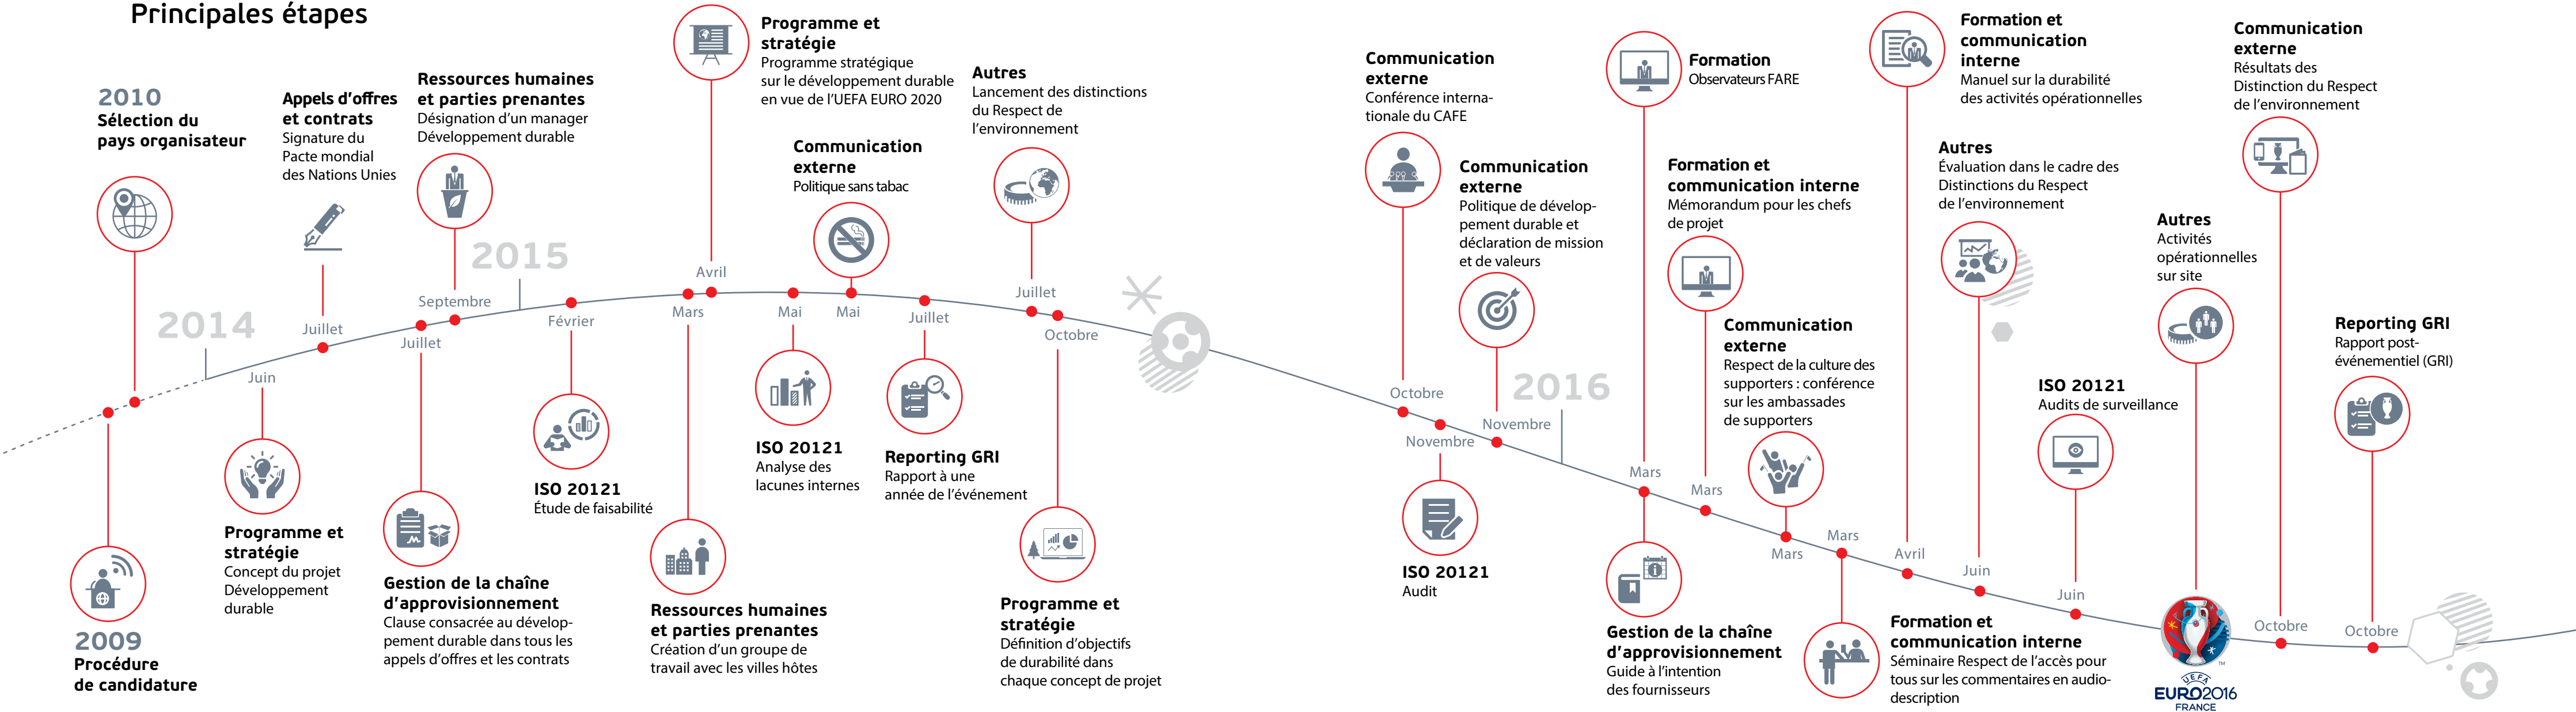 Principales étapes
2009
Procédure
de candidature
2010
Sélection du
pays organisateur
2014
Juin
Programme et
stratégie
Concept du projet
Développement
durable
Appels d'offres
et contrats
Signature du
Pacte mondial
des Nations Unies
Juillet
Juillet
Gestion de la chaîne
d'approvisionnement
Clause consacrée au dévelop-
pement durable dans tous les
appels d'offres et les contrats
Ressources humaines
et parties prenantes
Désignation d'un manager
Développement durable
Septembre
2015
Février
ISO 20121
Étude de faisabilité
Mars
Ressources humaines
et parties prenantes
Création d'un groupe de
travail avec les villes hôtes
Programme et
stratégie
Programme stratégique
sur le développement durable
en vue de l'UEFA EURO 2020
Avril
Mai
ISO 20121
Analyse des
lacunes internes
Communication
externe
Politique sans tabac
Mai
Juillet
Reporting GRI
Rapport à une
année de l'événement
Autres
Lancement des distinctions
du Respect de
l'environnement
Juillet
Octobre
Programme et
stratégie
Définition d'objectifs
de durabilité dans
chaque concept de projet
Communication
externe
Conférence interna-
tionale du CAFE
Octobre
Novembre
ISO 20121
Audit
Communication
externe
Politique de dévelop-
pement durable et
déclaration de mission
et de valeurs
Novembre
2016
Formation
Observateurs FARE
Mars
Gestion de la chaîne
d'approvisionnement
Guide à l'intention
des fournisseurs
Formation et
communication interne
Mémorandum pour les chefs
de projet
Mars
Communication
externe
Respect de la culture des
supporters : conférence
sur les ambassades
de supporters
Mars
Mars
Formation et
communication interne
Séminaire Respect de l'accès pour
tous sur les commentaires en audio-
description
Formation et
communication
interne
Manuel sur la durabilité
des activités opérationnelles
Avril
Autres
Évaluation dans le cadre des
Distinctions du Respect
de l'environnement
Juin
ISO 20121
Audits de surveillance
Juin
Autres
Activités
opérationnelles
sur site
TM
UEFA
EURO2016
FRANCE
Communication
externe
Résultats des
Distinction du Respect
de l'environnement
Octobre
Reporting GRI
Rapport post-
événementiel (GRI)
Octobre